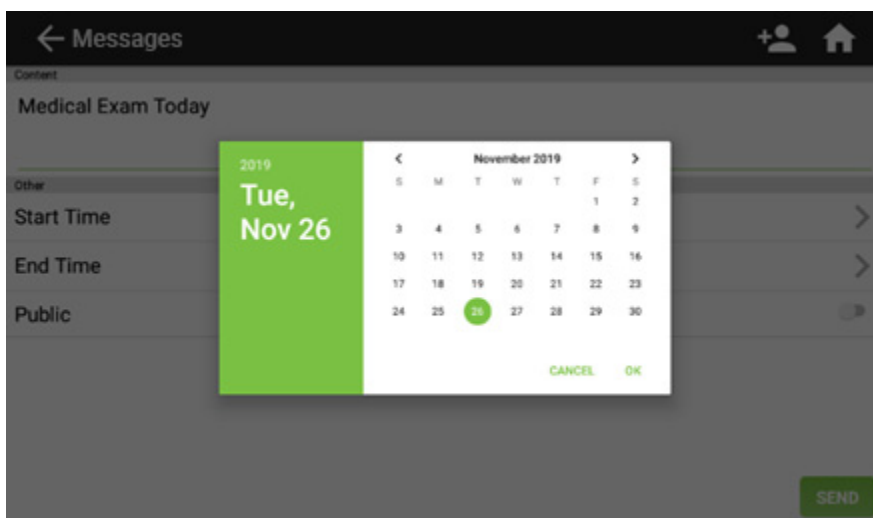 Messages
Content
Medical Exam Today
Other
Start Time
End Time
Public
2019
Tue,
Nov 26
November 2019
S M T W T F S
1 2
3 4 5 6 7 8 9
10 11 12 13 14 15 16
17 18 19 20 21 22 23
24 25 26 27 28 29 30
CANCEL OK
SEND